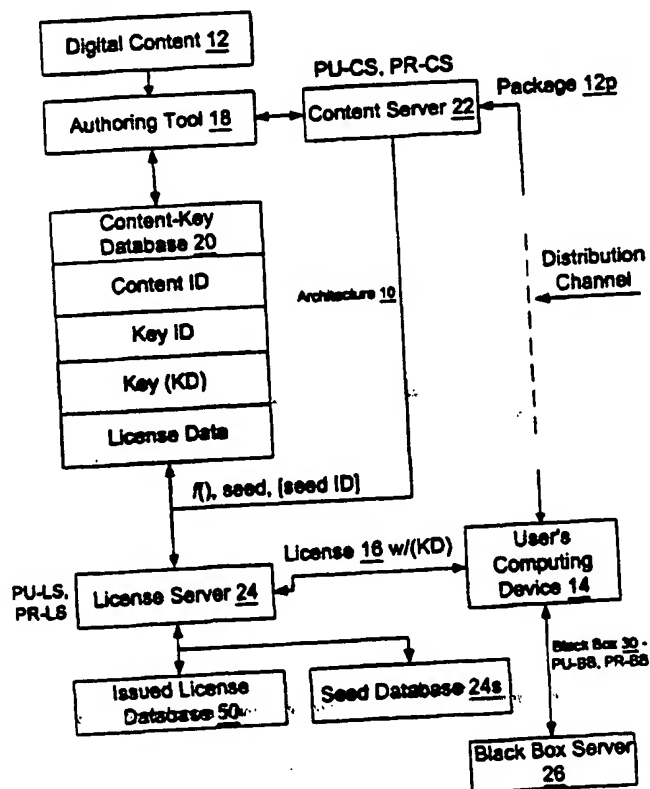 Digital Content 12
PU-CS, PR-CS
Package 12p
Authoring Tool 18
Content Server 22
Content-Key
Database 20
Content ID
Key ID
Key (KD)
License Data
Architecture 10
Distribution
Channel
f(), seed, [seed ID]
License 16 w/(KD)
User's
Computing
Device 14
PU-LS,
PR-LS
License Server 24
Black Box 30 -
PU-BB, PR-BB
Issued License
Database 50
Seed Database 24s
Black Box Server
26